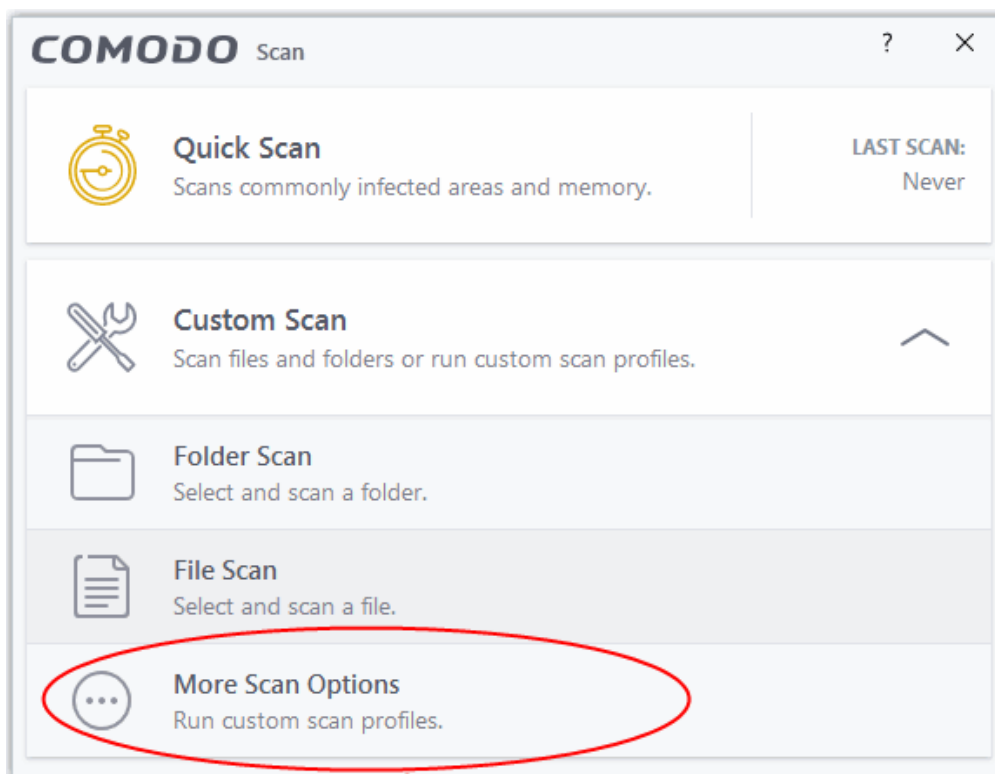 COMODO Scan ?
Quick Scan
Scans commonly infected areas and memory.
LAST SCAN:
Never
Custom Scan
Scan files and folders or run custom scan profiles.
Folder Scan
Select and scan a folder.
File Scan
Select and scan a file.
More Scan Options
Run custom scan profiles.